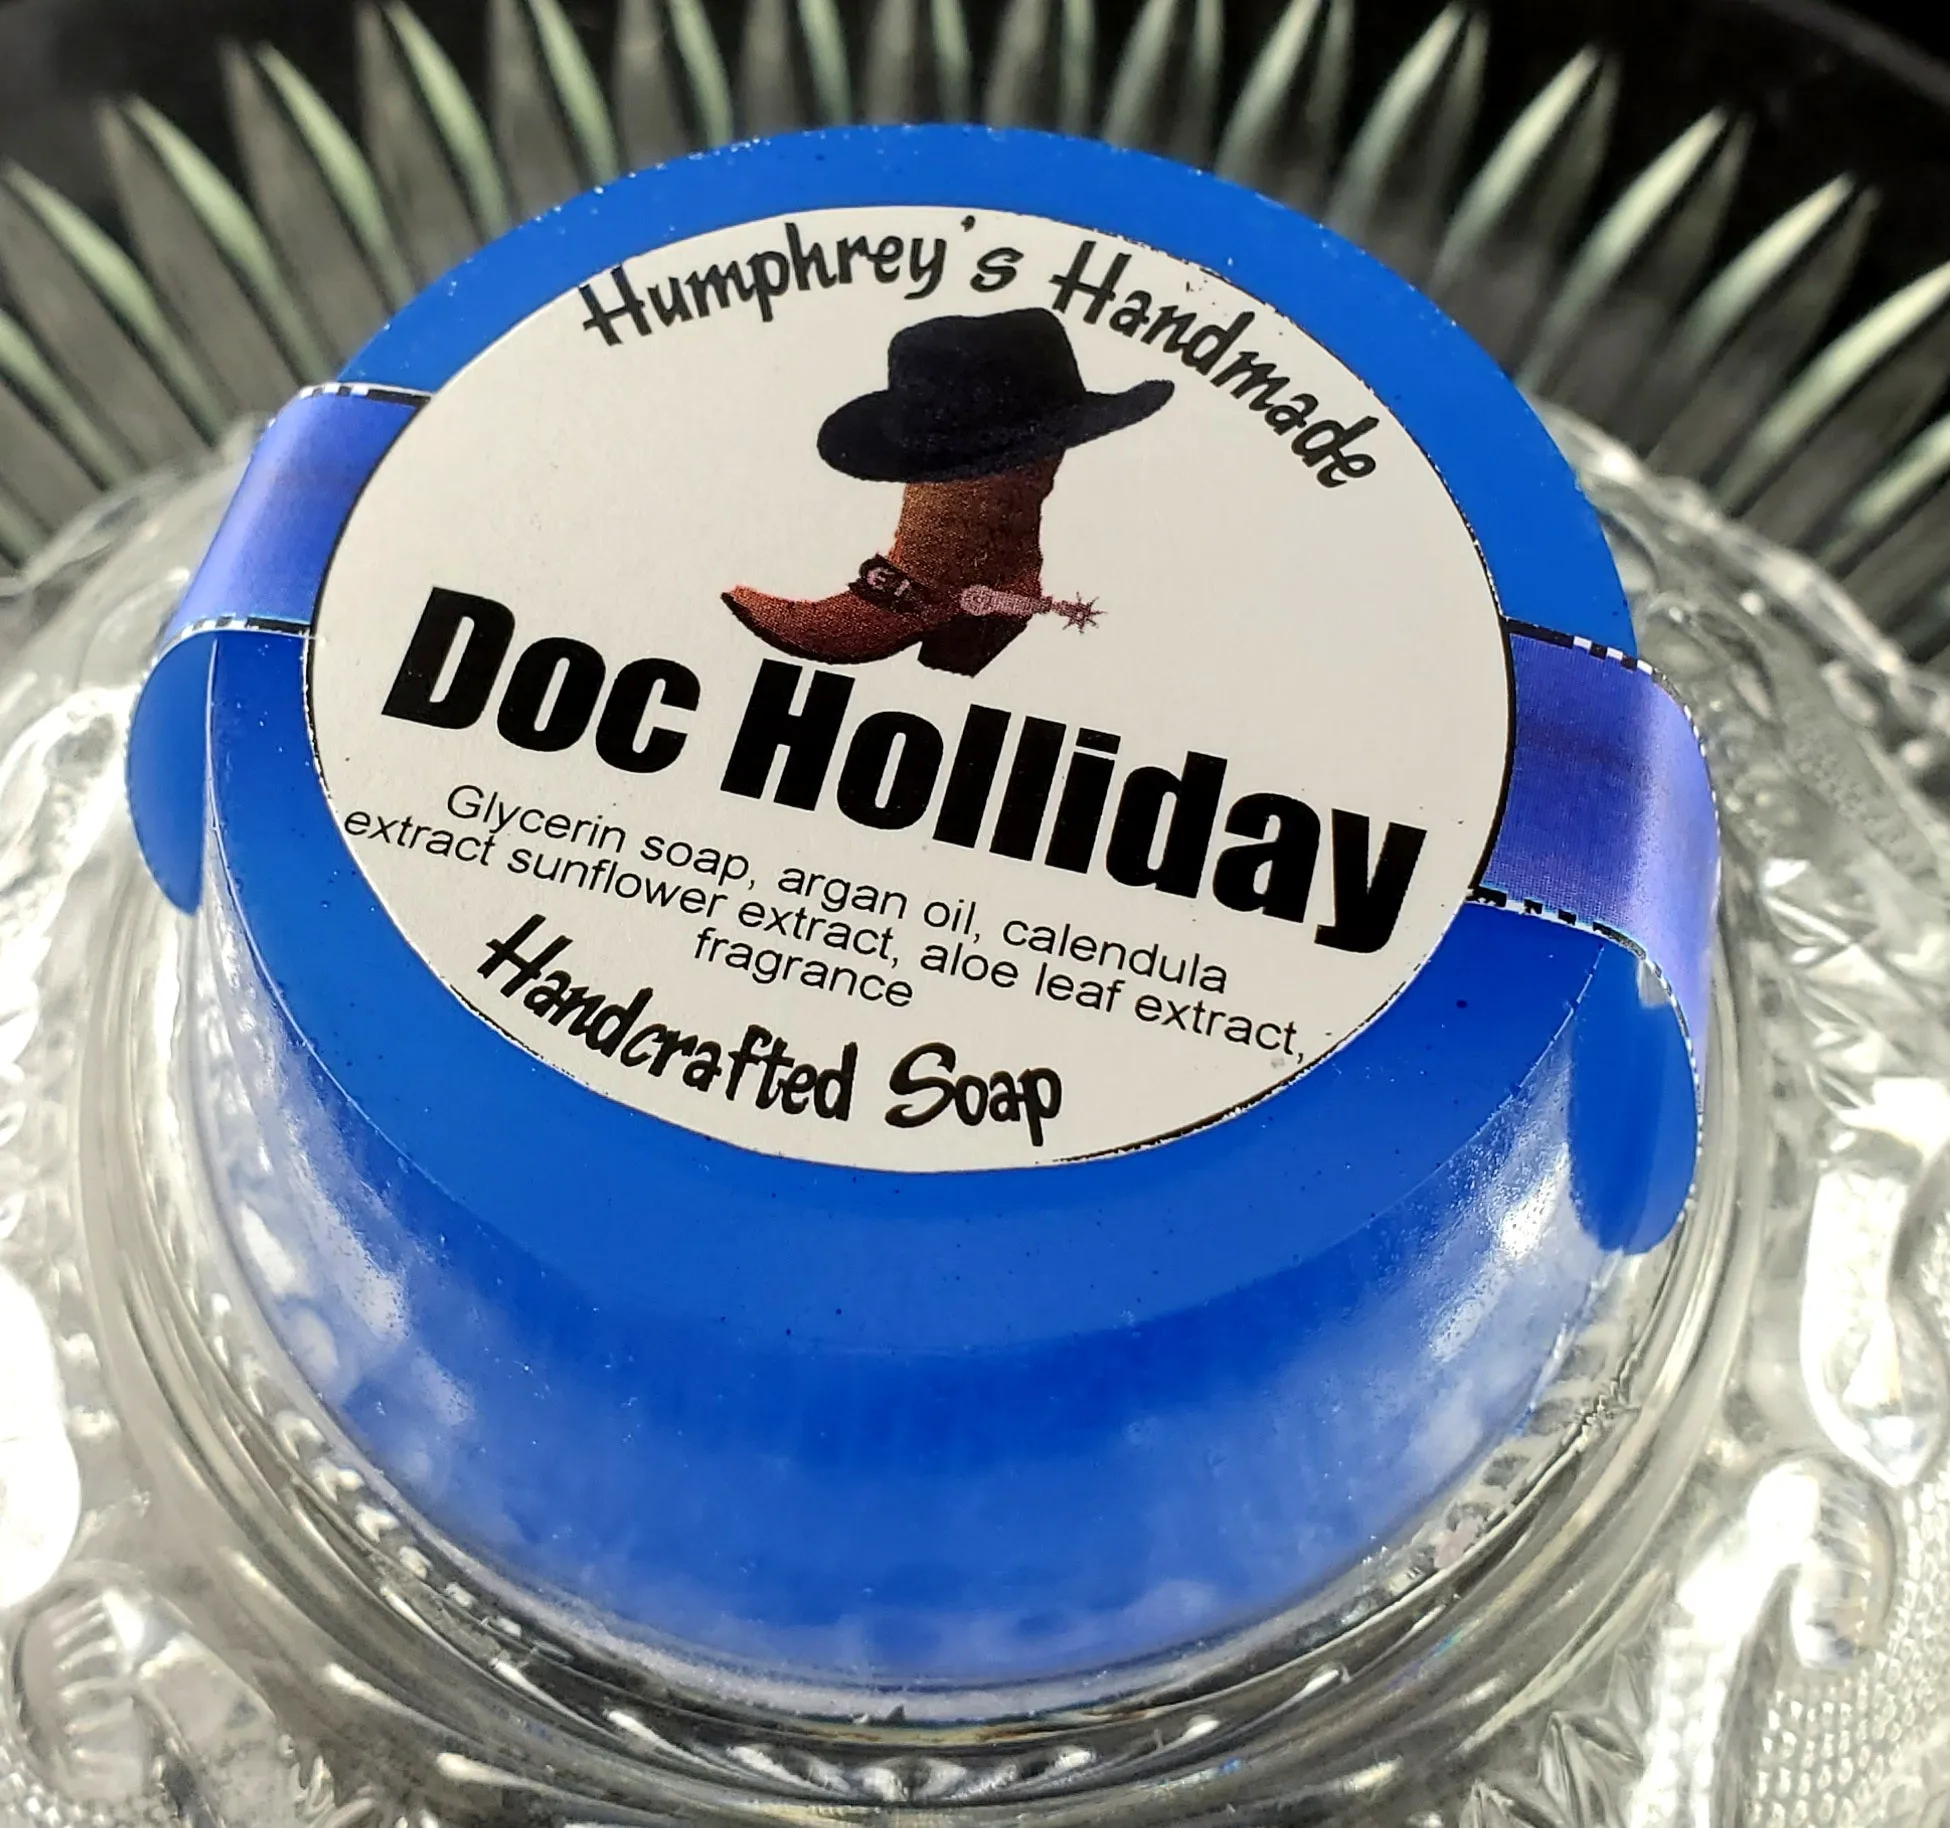 Humphrey's Handmade
Doc Holliday
Glycerin soap, argan oil, calendula
extract sunflower extract, aloe leaf extract,
fragrance
Handcrafted Soap